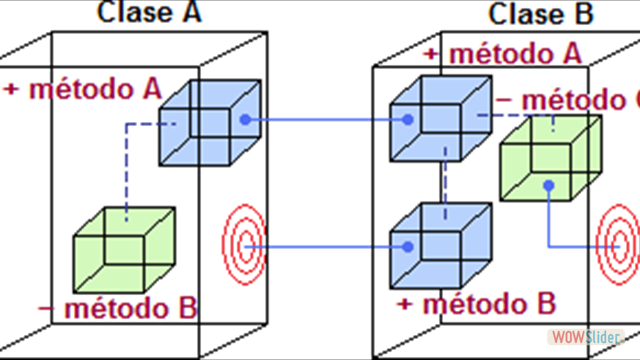 Clase A
Clase B
+ método A
+ método A
− método
− método B
+ método B
WOWSlider